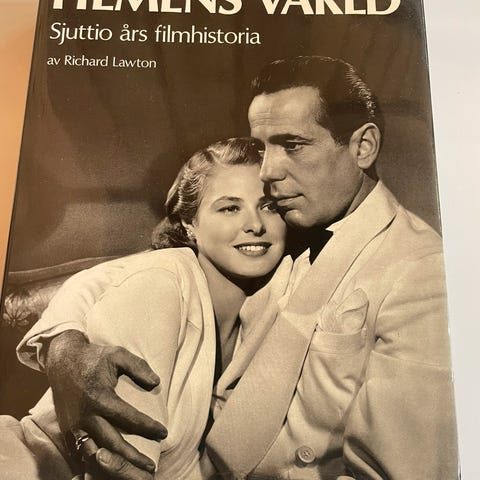 FILMENS VÄRLD
Sjuttio års filmhistoria
av Richard Lawton